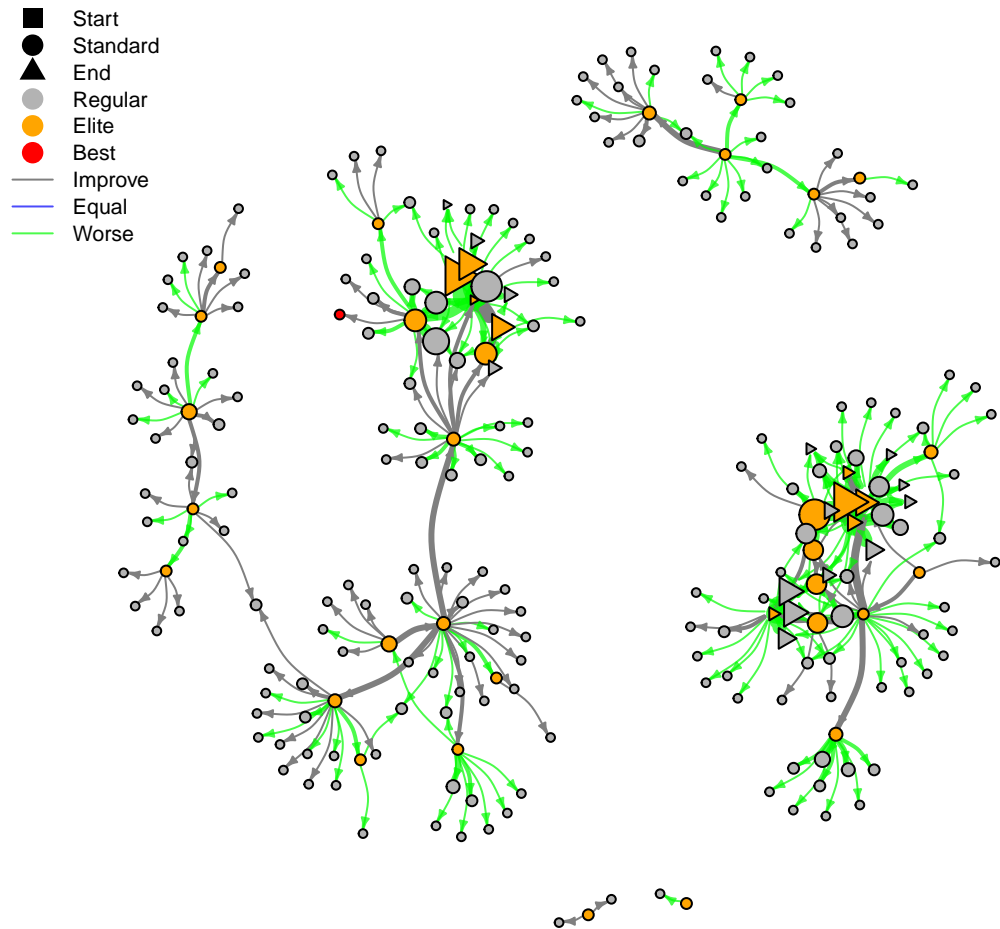 Start
Standard
End
Regular
Elite
Best
Improve
Equal
Worse